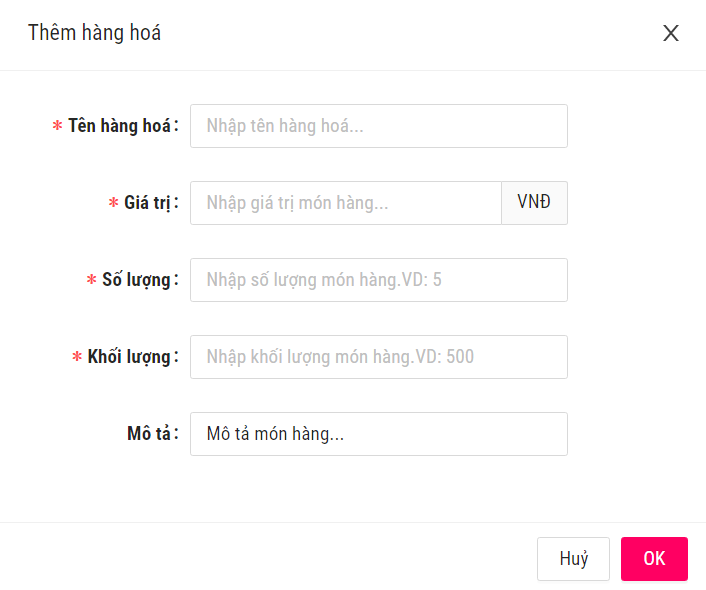 Thêm hàng hoá X
* Tên hàng hoá: Nhập tên hàng hoá...
* Giá trị: Nhập giá trị món hàng... VNĐ
* Số lượng: Nhập số lượng món hàng.VD: 5
* Khối lượng: Nhập khối lượng món hàng.VD: 500
Mô tả: Mô tả món hàng...
Huỷ OK